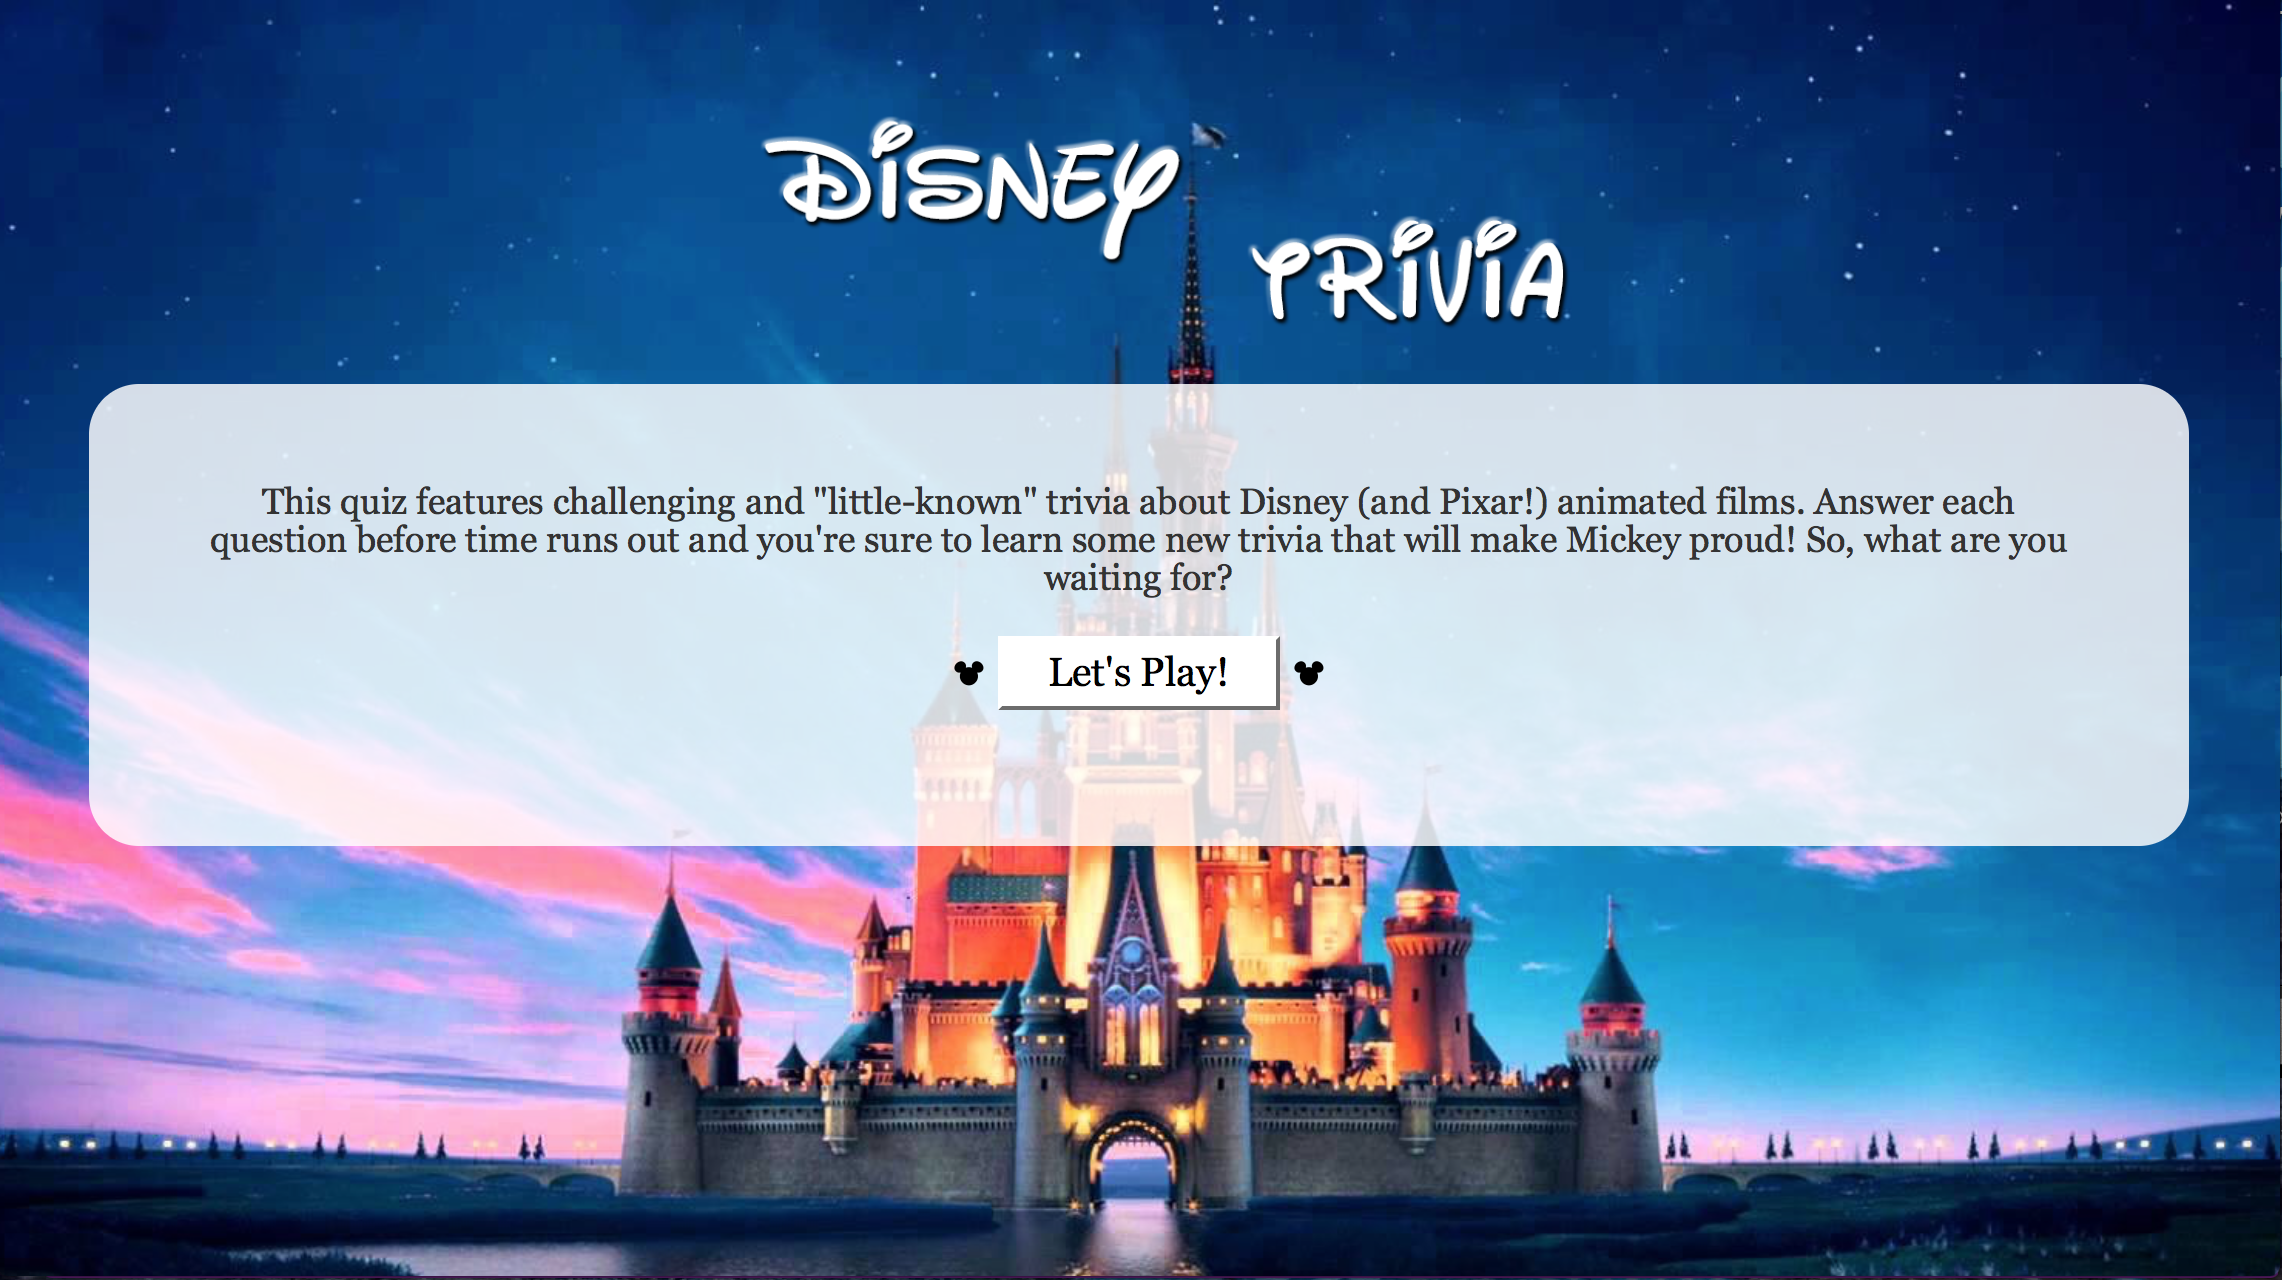 DISNEY
TRIVIA
This quiz features challenging and "little-known" trivia about Disney (and Pixar!) animated films. Answer each
question before time runs out and you're sure to learn some new trivia that will make Mickey proud! So, what are you
waiting for?
Let's Play!